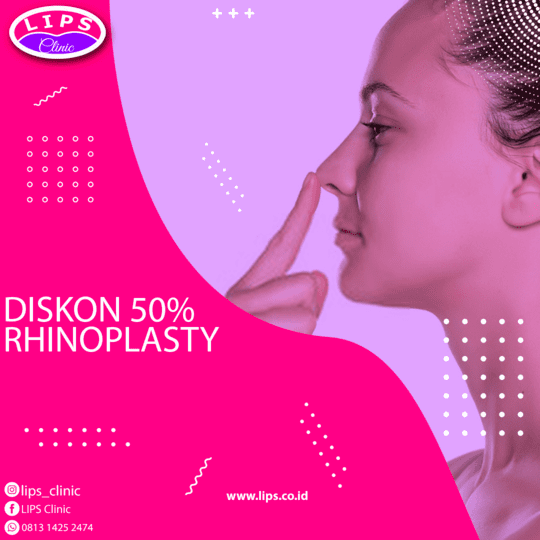 LIPS
Clinic
DISKON 50%
RHINOPLASTY
lips_clinic
LIPS Clinic
0813 1425 2474
www.lips.co.id